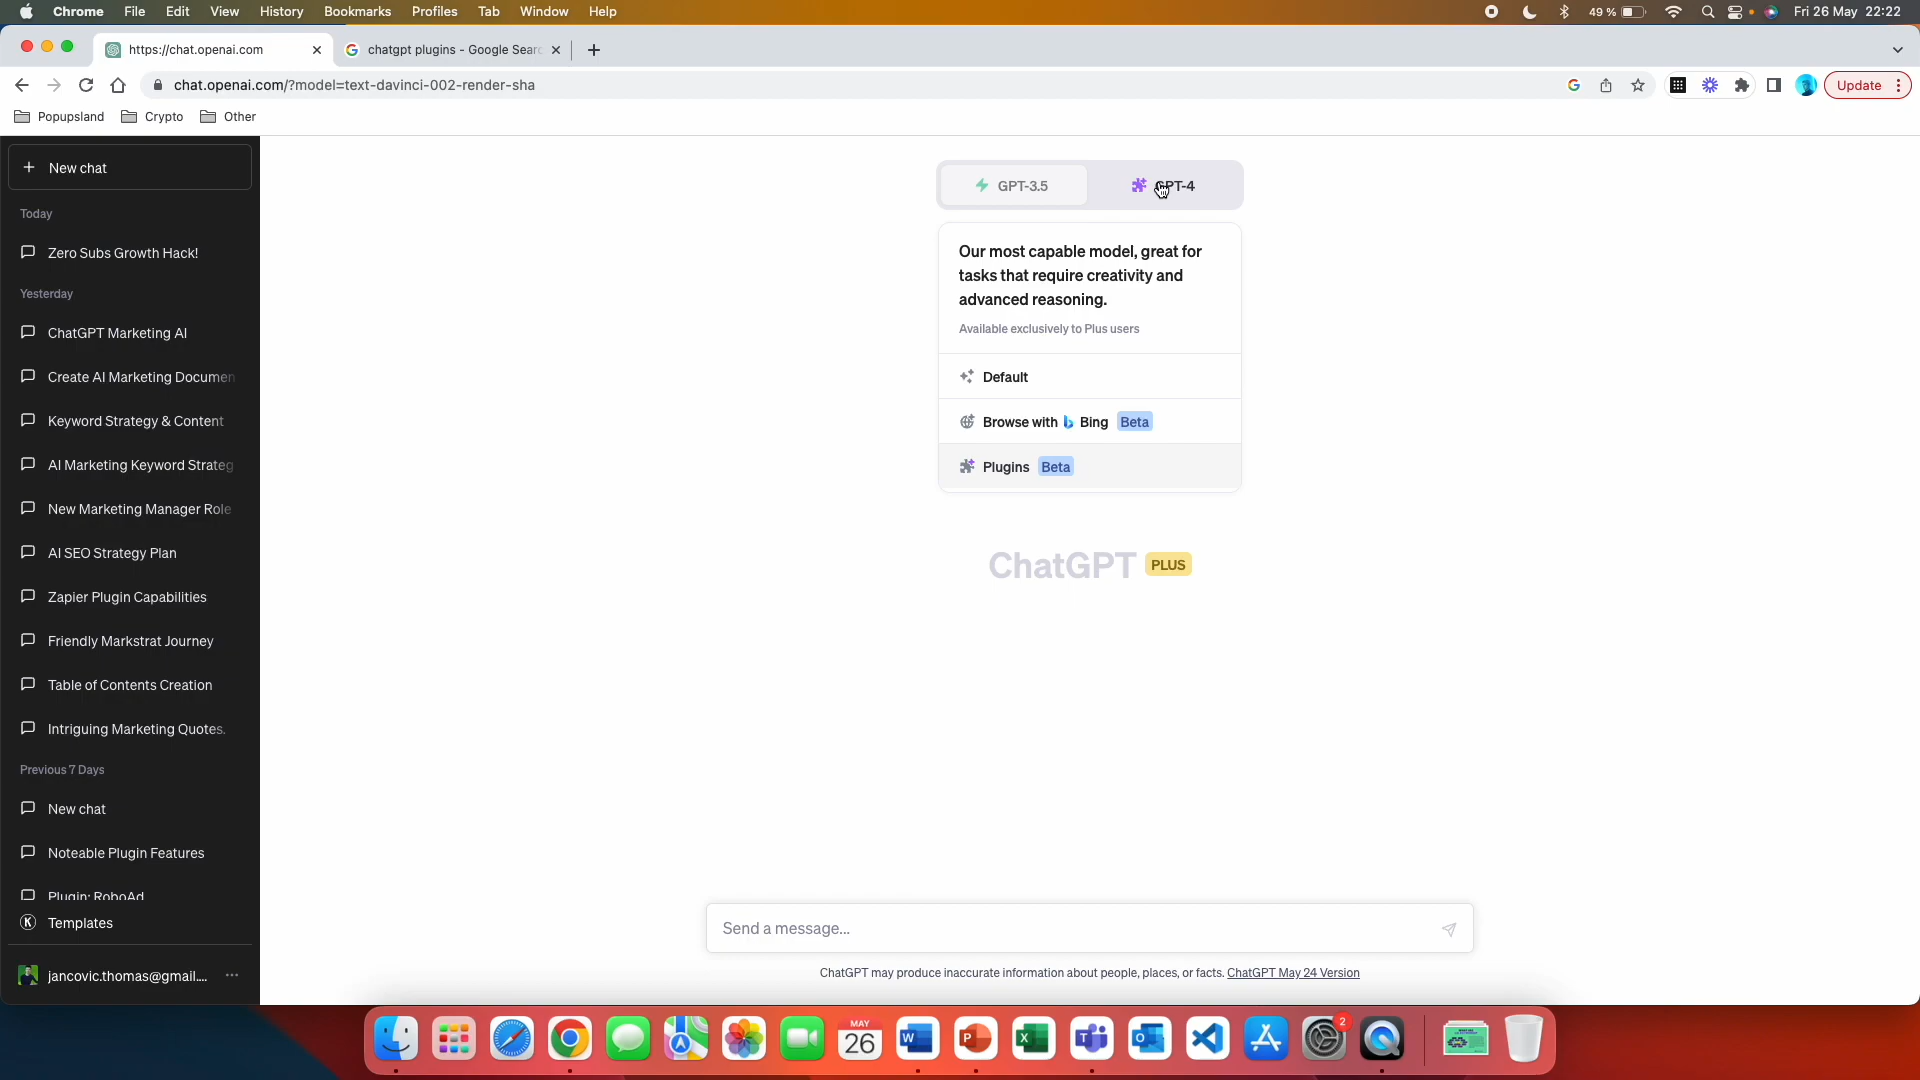 Chrome File Edit View History Bookmarks Profiles Tab Window Help 49 % Fri 26 May 22:22
https://chat.openai.com chatgpt plugins - Google Searc
chat.openai.com/?model=text-davinci-002-render-sha Update
Popupsland Crypto Other
+ New chat
Today
Zero Subs Growth Hack!
Yesterday
ChatGPT Marketing AI
Create AI Marketing Documen
Keyword Strategy & Content
AI Marketing Keyword Strateg
New Marketing Manager Role
AI SEO Strategy Plan
Zapier Plugin Capabilities
Friendly Markstrat Journey
Table of Contents Creation
Intriguing Marketing Quotes.
Previous 7 Days
New chat
Noteable Plugin Features
Plugin: RoboAd
K Templates
jancovic.thomas@gmail.... ...
GPT-3.5 GPT-4
Our most capable model, great for
tasks that require creativity and
advanced reasoning.
Available exclusively to Plus users
Default
Browse with Bing Beta
Plugins Beta
ChatGPT PLUS
Send a message...
ChatGPT may produce inaccurate information about people, places, or facts. ChatGPT May 24 Version
MAY
26
W
P
X
T
O
2